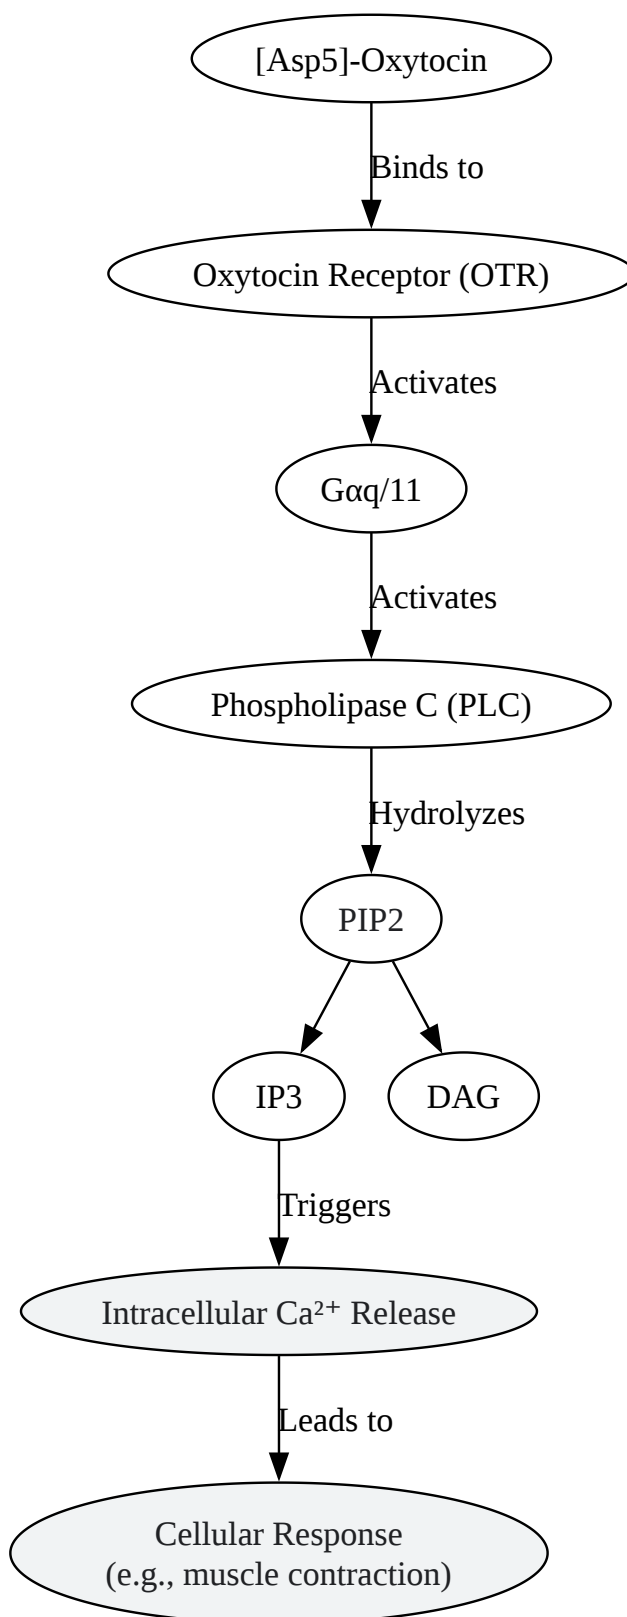 [Asp5]-Oxytocin
Binds to
Oxytocin Receptor (OTR)
Activates
Gαq/11
Activates
Phospholipase C (PLC)
Hydrolyzes
PIP2
IP3
DAG
Triggers
Intracellular Ca²⁺ Release
Leads to
Cellular Response
(e.g., muscle contraction)